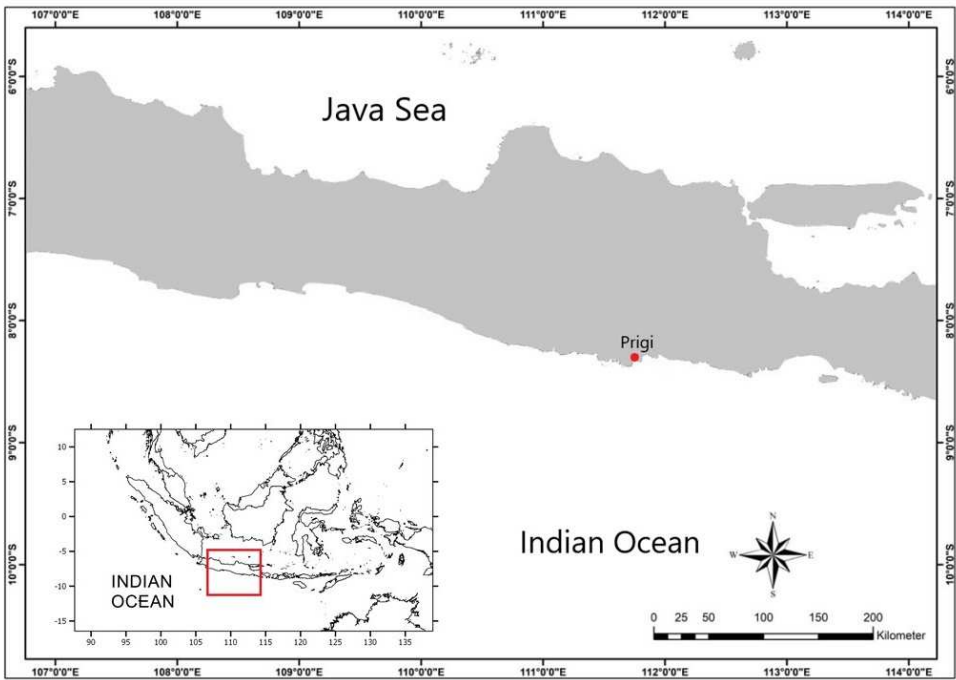 107°0'0"E 108°0'0"E 109°0'0"E 110°0'0"E 111°0'0"E 112°0'0"E 113°0'0"E 114°0'0"E
6°0'0"S 6°0'0"S
Java Sea
7°0'0"S 7°0'0"S
8°0'0"S 8°0'0"S
Prigi
9°0'0"S 9°0'0"S
10°0'0"S 10°0'0"S
10
5
0
-5
-10
-15
INDIAN
OCEAN
90 95 100 105 110 115 120 125 130 135
Indian Ocean
N
W E
S
0 25 50 100 150 200
Kilometer
107°0'0"E 108°0'0"E 109°0'0"E 110°0'0"E 111°0'0"E 112°0'0"E 113°0'0"E 114°0'0"E